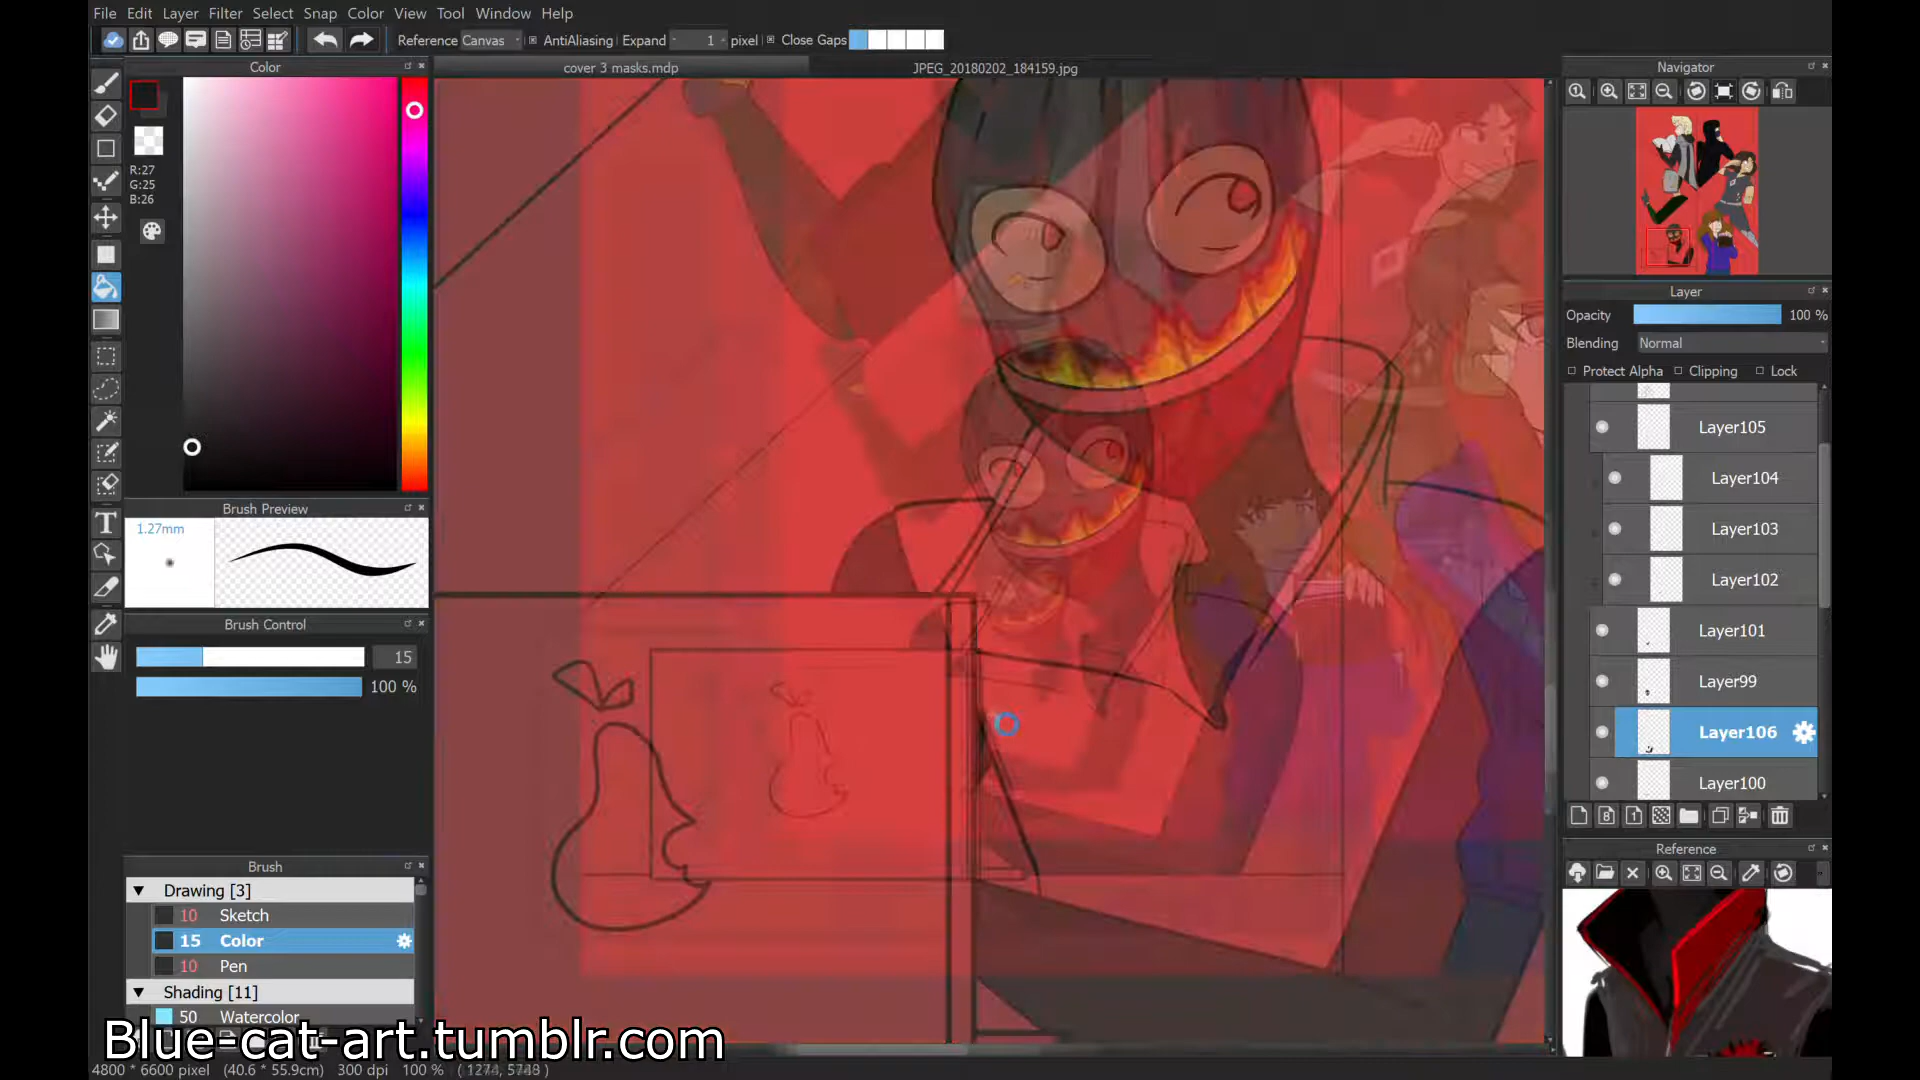 File Edit Layer Filter Select Snap Color View Tool Window Help
Reference Canvas AntiAliasing Expand 1 pixel Close Gaps
Color
cover 3 masks.mdp
JPEG_20180202_184159.jpg
Navigator
R:27
G:25
B:26
Layer
Opacity 100 %
Blending Normal
Protect Alpha Clipping Lock
Layer105
Layer104
Layer103
Layer102
Layer101
Layer99
Layer106
Layer100
Brush Preview
1.27mm
Brush Control
15
100 %
Reference
Brush
Drawing [3]
10 Sketch
15 Color
10 Pen
Shading [11]
50 Watercolor
Blue-cat-art.tumblr.com
4800 * 6600 pixel (40.6 * 55.9cm) 300 dpi 100 %